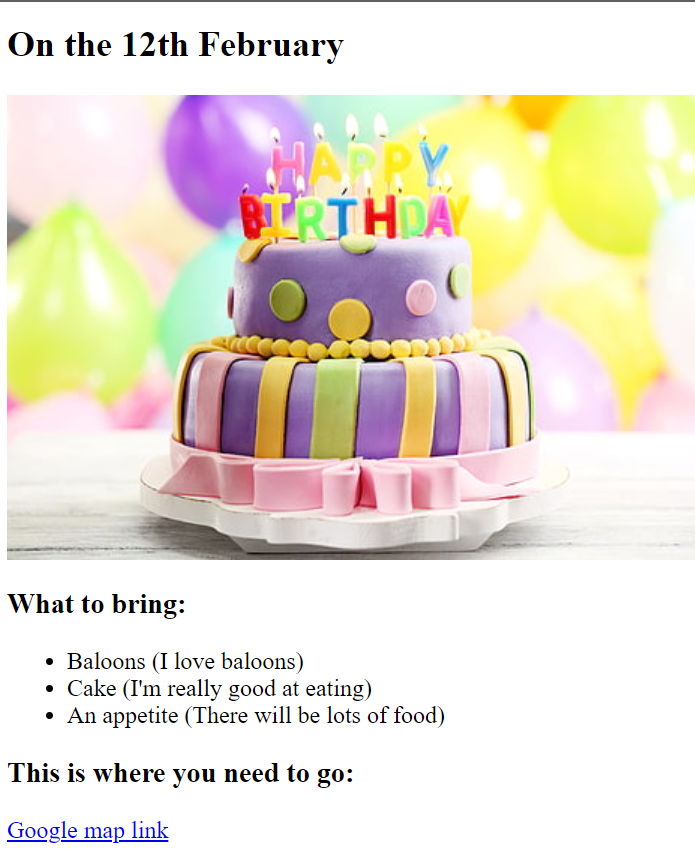 On the 12th February
HAPPY
BIRTHDAY
What to bring:
Baloons (I love baloons)
Cake (I'm really good at eating)
An appetite (There will be lots of food)
This is where you need to go:
Google map link